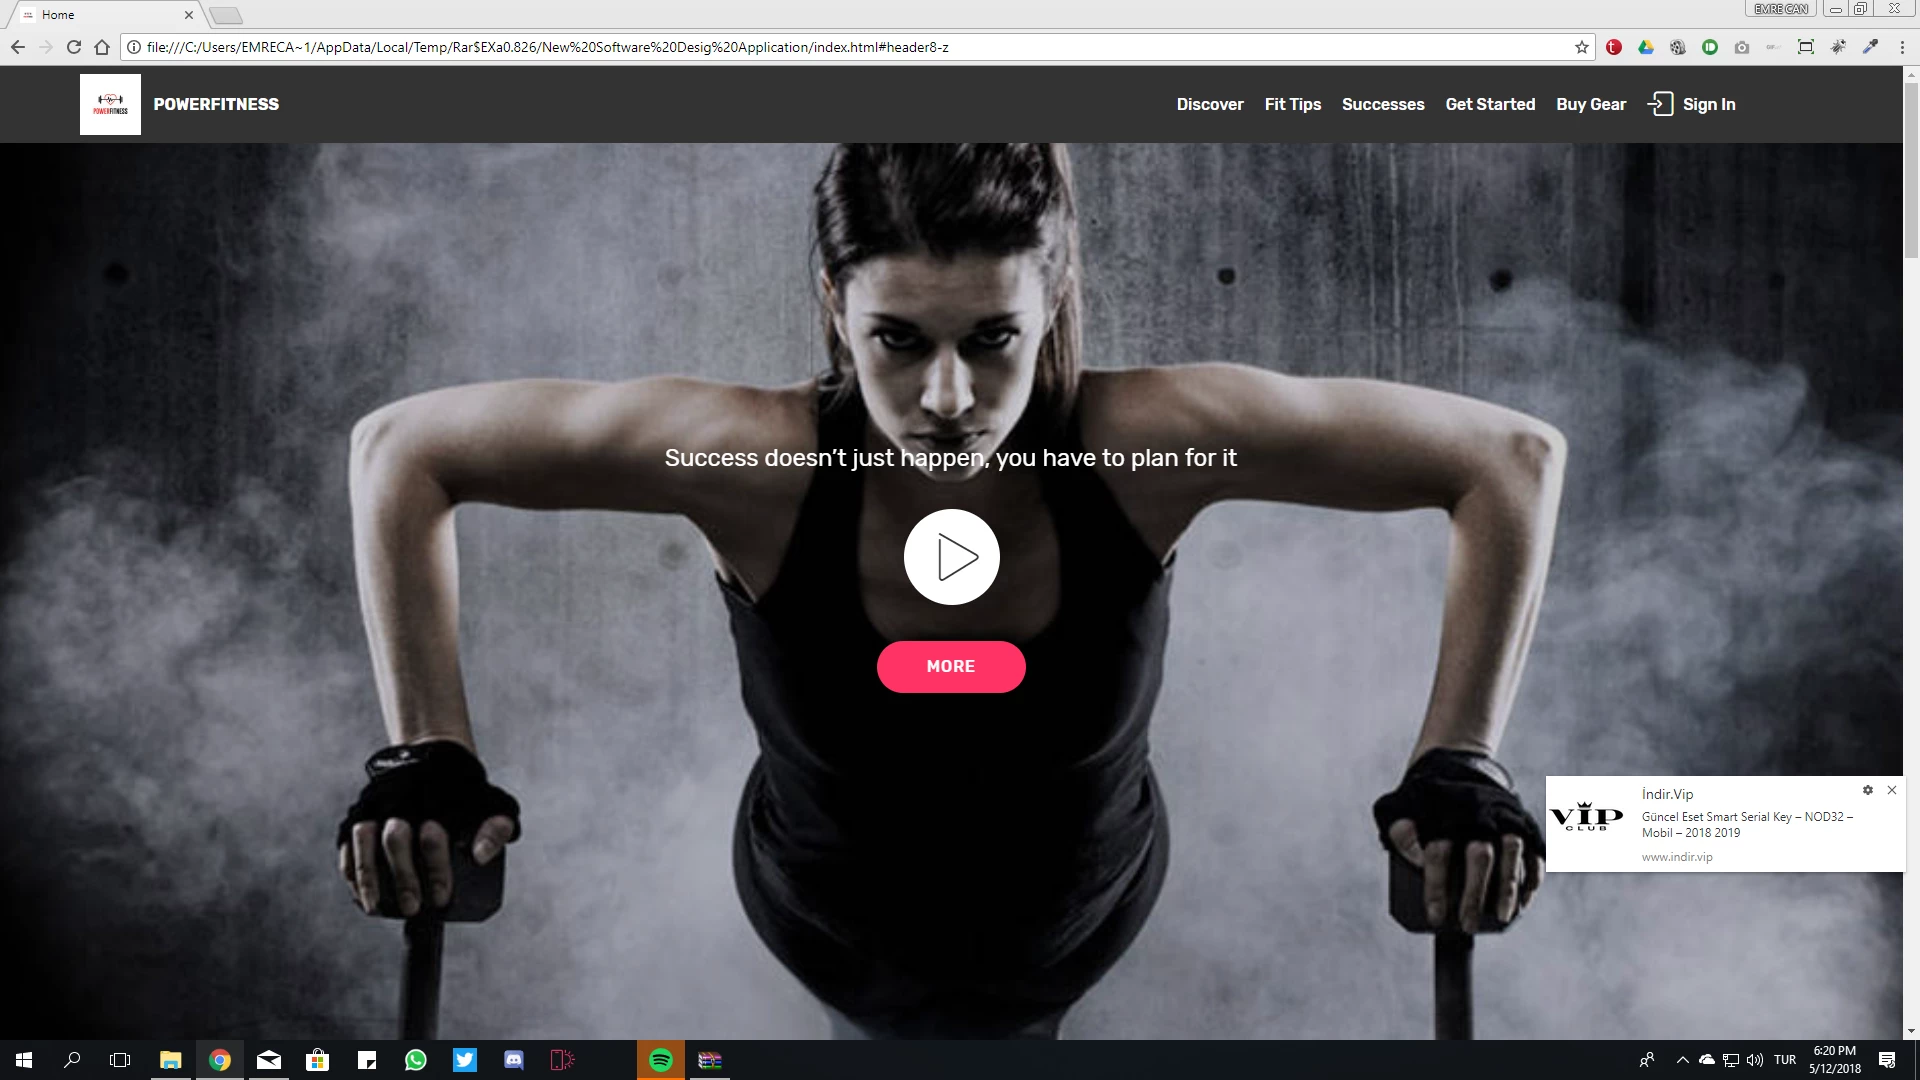 Home
EMRE CAN
file:///C:/Users/EMRECA~1/AppData/Local/Temp/Rar$EXa0.826/New%20Software%20Desig%20Application/index.html#header8-z
POWERFITNESS
POWERFITNESS
Discover
Fit Tips
Successes
Get Started
Buy Gear
Sign In
Success doesn't just happen, you have to plan for it
MORE
VIP
CLUB
İndir.Vip
Güncel Eset Smart Serial Key – NOD32 –
Mobil – 2018 2019
www.indir.vip
TUR
6:20 PM
5/12/2018